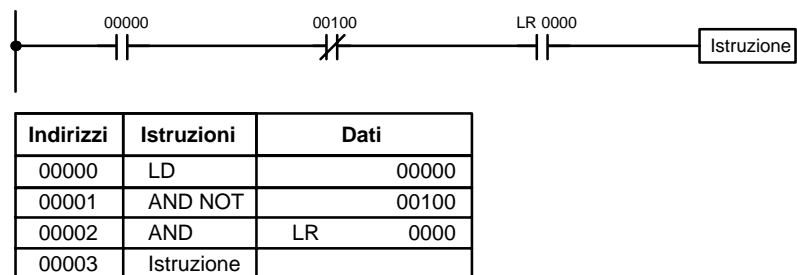 00000 00100 LR 0000
Istruzione
Indirizzi Istruzioni Dati
00000 LD 00000
00001 AND NOT 00100
00002 AND LR 0000
00003 Istruzione